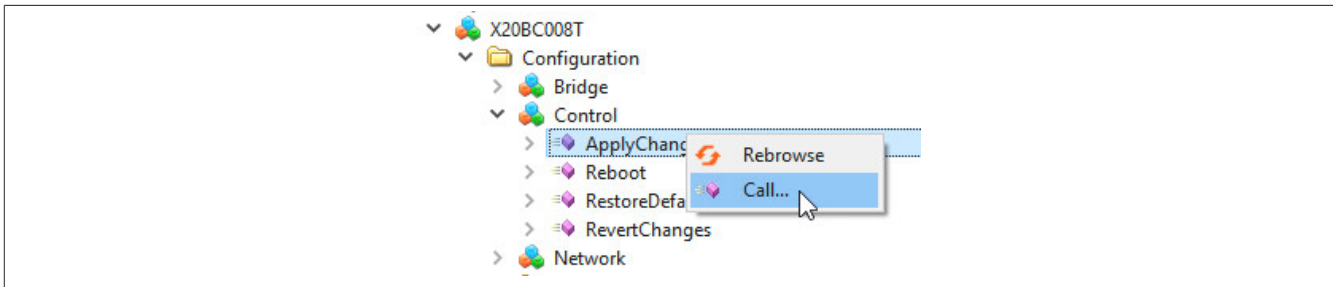 X20BC008T
Configuration
Bridge
Control
ApplyChang
Rebrowse
Reboot
Call...
RestoreDefa
RevertChanges
Network